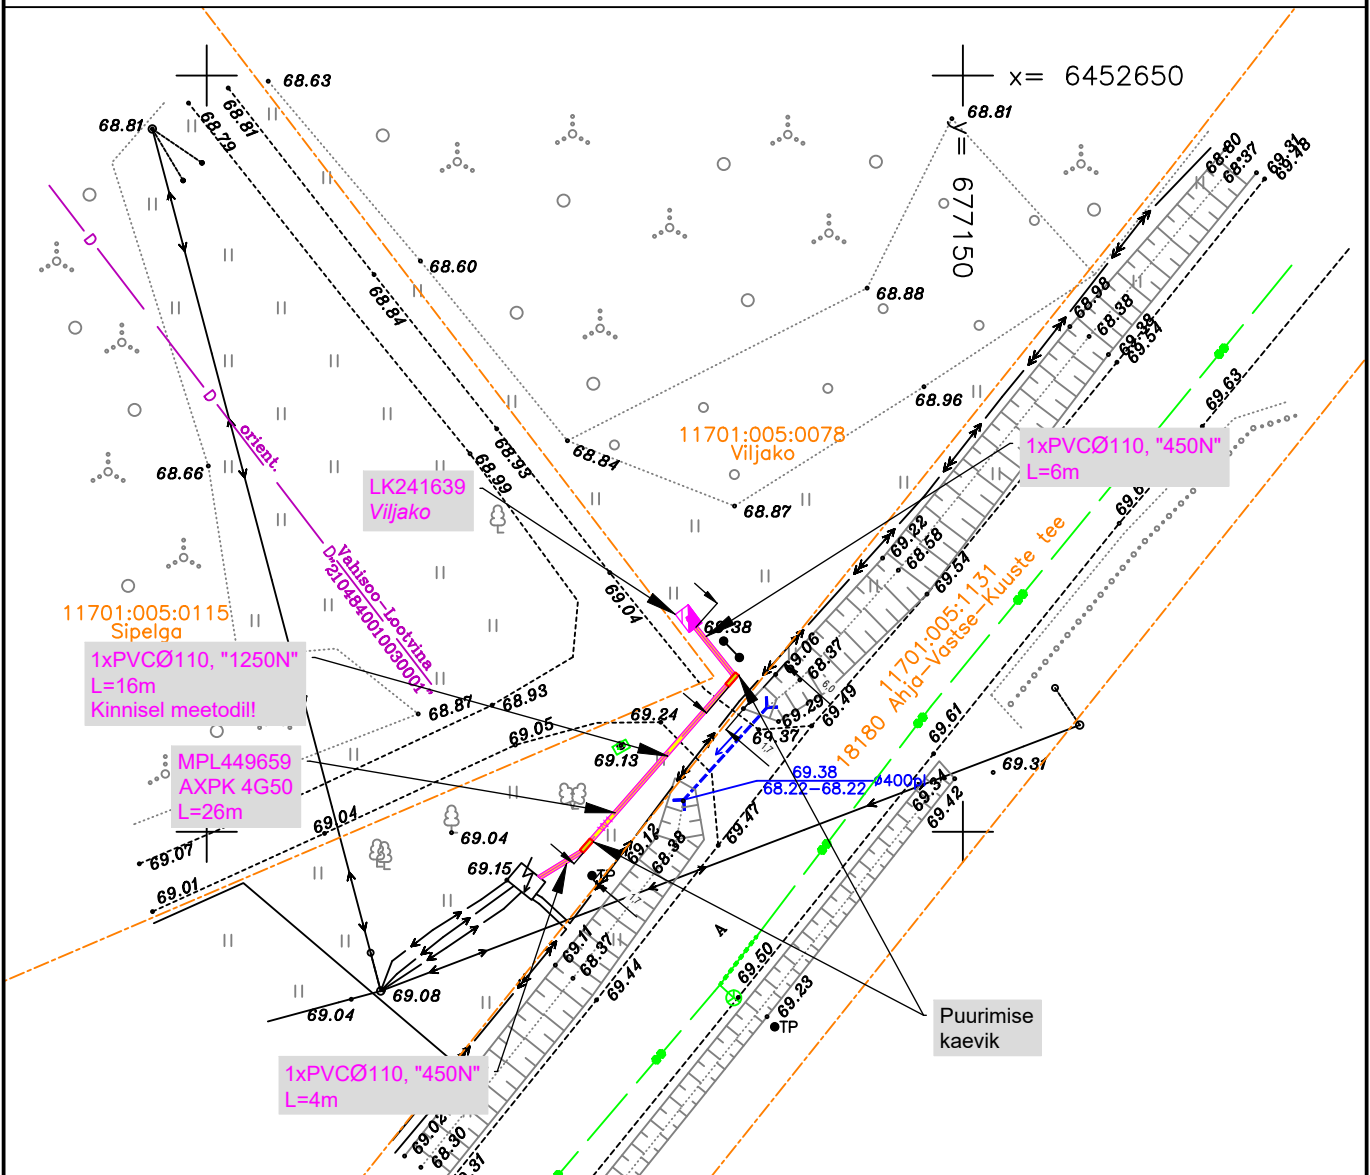 68.63
x= 6452650
68.81
y= 677150
68.81
68.79
68.81
68.80
68.37
69.31
69.48
68.60
68.84
68.88
68.98
68.38
69.38
69.54
69.63
68.96
11701:005:0078
Viljako
1xPVCØ110, "450N"
L=6m
D
D
orient.
68.66
68.93
68.99
68.84
68.87
LK241639
Viljako
69.22
68.58
69.54
11701:005:1131
18180 Ahja-Vastse-Kuuste tee
Vahisoo-Lootvina
D"2104840010030001"
11701:005:0115
Sipelga
69.04
1xPVCØ110, "1250N"
L=16m
Kinnisel meetodil!
69.06
68.37
6.0
69.49
69.29
69.37
68.87
68.93
69.05
69.24
69.13
69.61
69.31
MPL449659
AXPK 4G50
L=26m
69.38
68.22-68.22
ø400pl
69.34
69.42
69.47
69.04
69.04
69.07
69.01
69.15
69.12
68.38
TP
A
69.11
68.37
69.44
69.50
69.23
TP
69.08
69.04
Puurimise
kaevik
1xPVCØ110, "450N"
L=4m
69.02
68.30